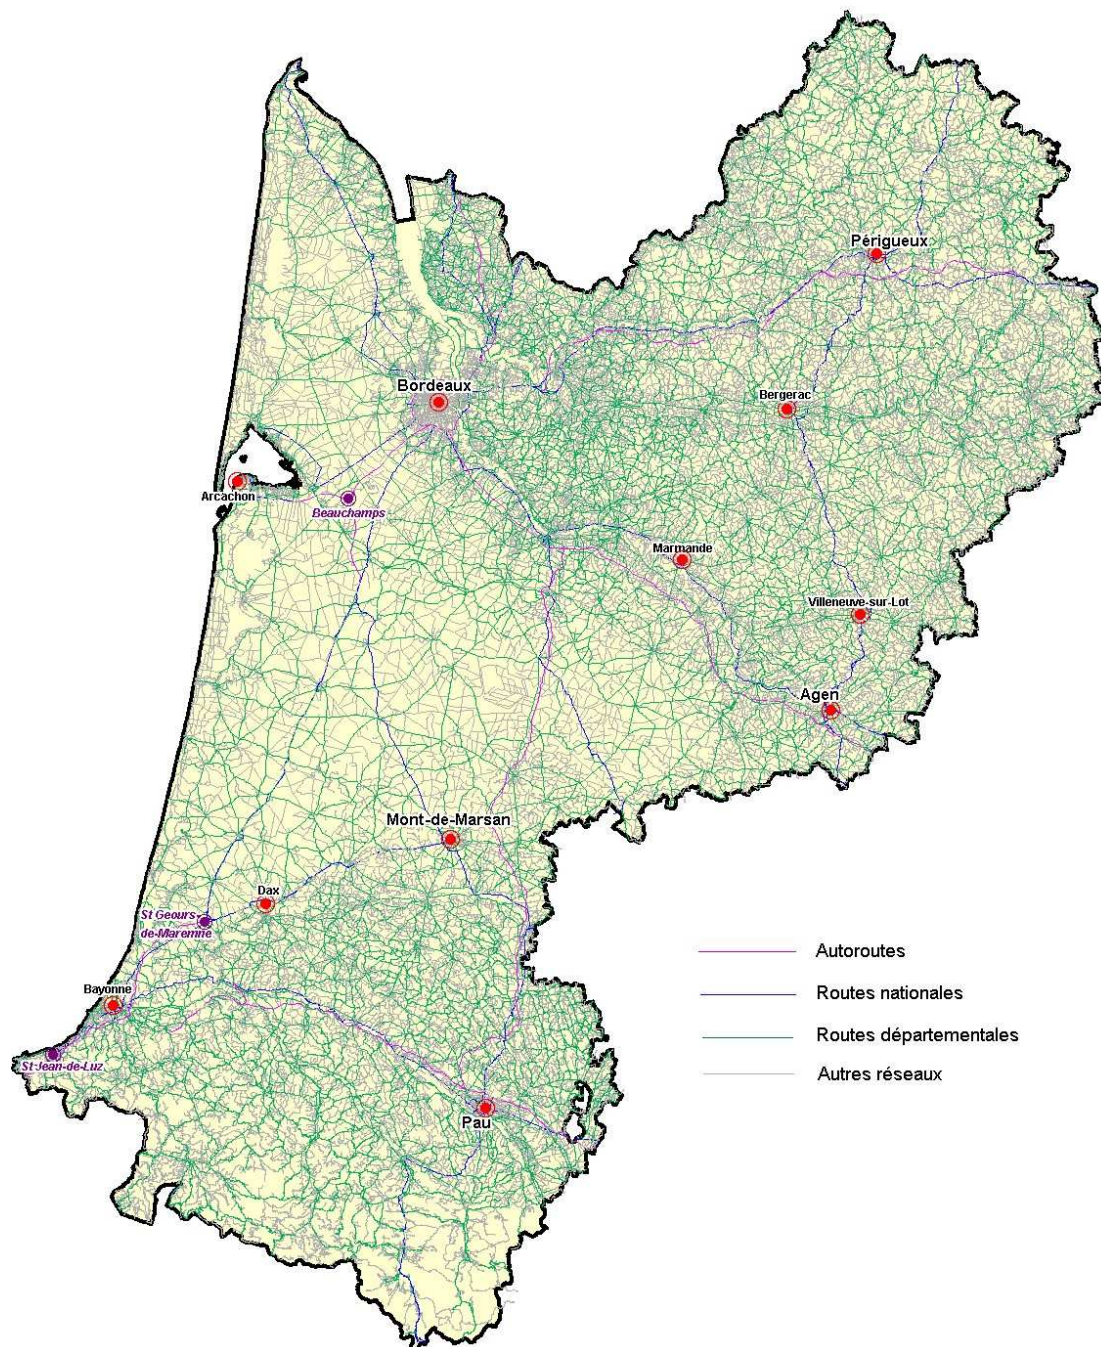 Périgueux
Bordeaux
Bergerac
Arcachon
Beauchamps
Marmande
Villeneuve-sur-Lot
Agen
Mont-de-Marsan
Dax
St Geours
de-Maremne
Bayonne
St-Jean-de-Luz
Pau
Autoroutes
Routes nationales
Routes départementales
Autres réseaux